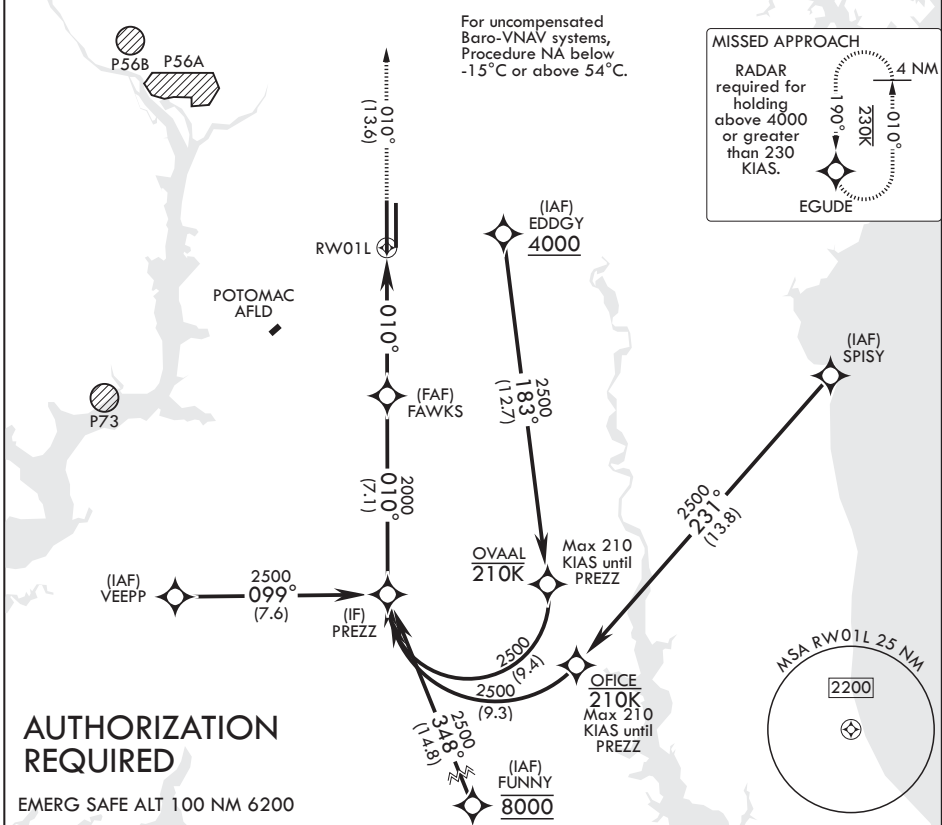 For uncompensated
Baro-VNAV systems,
Procedure NA below
-15°C or above 54°C.
P56B
P56A
MISSED APPROACH
RADAR
required for
holding
above 4000
or greater
than 230
KIAS.
4 NM
190°
230K
010°
EGUDE
010°
(13.6)
RW01L
(IAF)
EDDGY
4000
POTOMAC
AFLD
010°
(IAF)
SPISY
P73
(FAF)
FAWKS
2500
183°
(12.7)
2000
010°
(7.1)
2500
231°
(13.8)
OVAAL
210K
Max 210
KIAS until
PREZZ
(IAF)
VEEPP
2500
099°
(7.6)
(IF)
PREZZ
2500
(9.4)
2500
(9.3)
OFICE
210K
Max 210
KIAS until
PREZZ
MSA RW01L 25 NM
2200
2500
348°
(14.8)
(IAF)
FUNNY
8000
AUTHORIZATION
REQUIRED
EMERG SAFE ALT 100 NM 6200